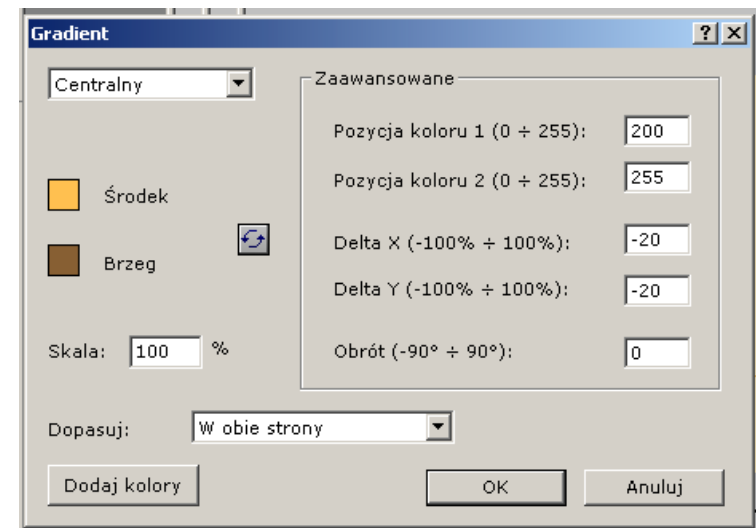 Gradient
Centralny
Zaawansowane
Pozycja koloru 1 (0 ÷ 255): 200
Pozycja koloru 2 (0 ÷ 255): 255
Środek
Brzeg
Delta X (-100% ÷ 100%): -20
Delta Y (-100% ÷ 100%): -20
Skala: 100 %
Obrót (-90° ÷ 90°): 0
Dopasuj: W obie strony
Dodaj kolory
OK
Anuluj